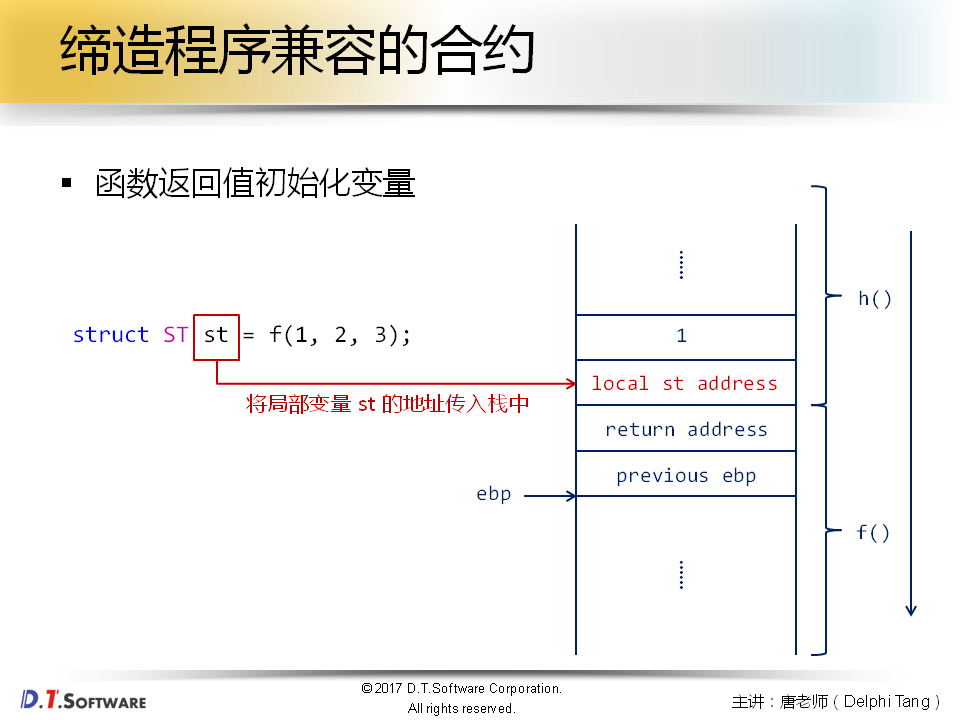 缔造程序兼容的合约
▪ 函数返回值初始化变量
struct ST st = f(1, 2, 3);
将局部变量 st 的地址传入栈中
1
local st address
return address
previous ebp
ebp
h()
f()
D.T.SOFTWARE
©2017 D.T.Software Corporation.
All rights reserved.
主讲：唐老师（Delphi Tang）